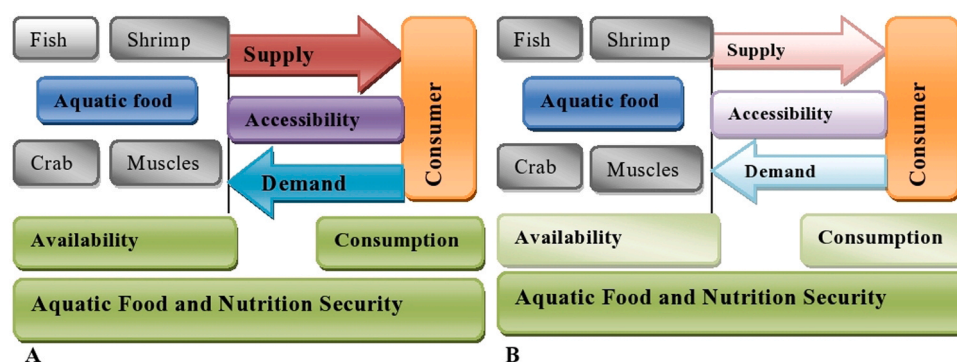 Fish
Shrimp
Supply
Aquatic food
Accessibility
Crab
Muscles
Demand
Consumer
Availability
Consumption
Aquatic Food and Nutrition Security
A
Fish
Shrimp
Supply
Aquatic food
Accessibility
Crab
Muscles
Demand
Consumer
Availability
Consumption
Aquatic Food and Nutrition Security
B